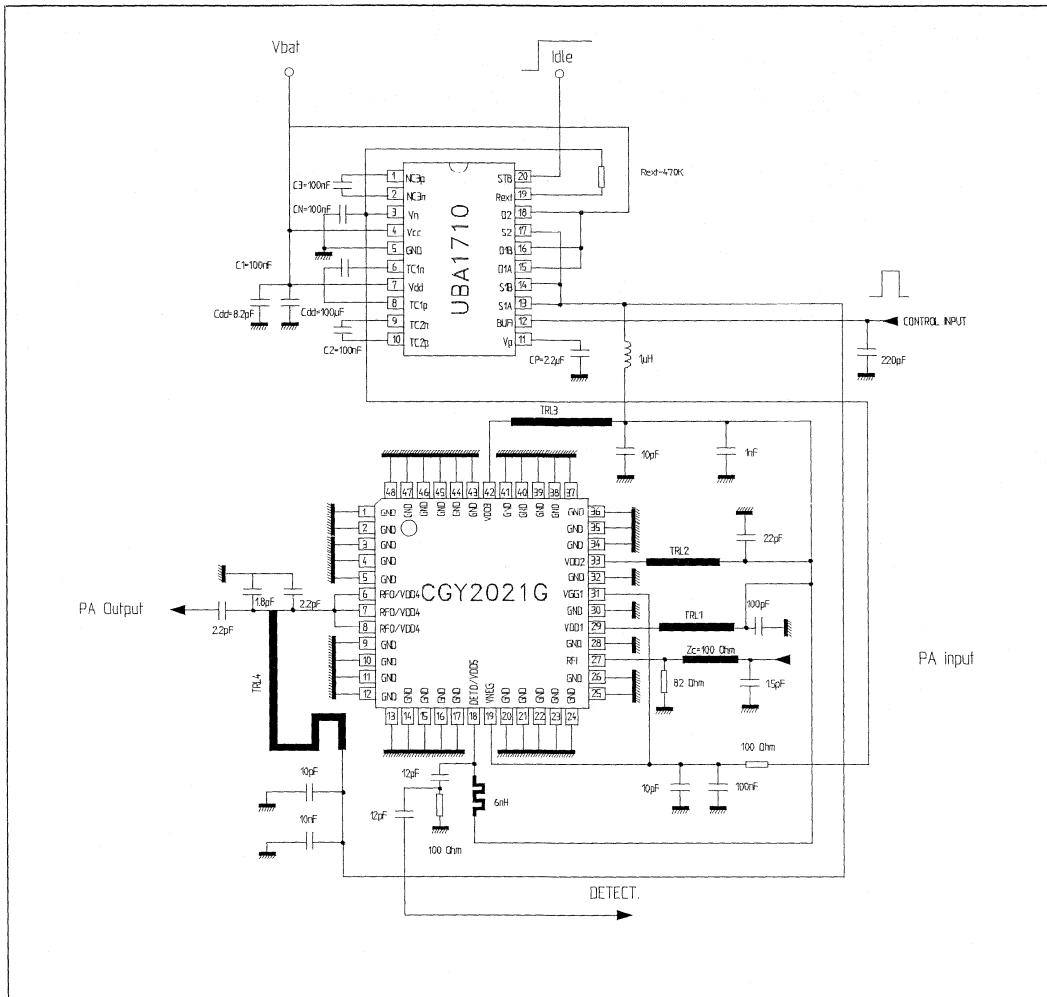 Vbat
Idle
UBA1710
1 NC3p
2 NC3n
3 Vn
4 Vcc
5 GND
6 TC1n
7 Vdd
8 TC1p
9 TC2n
10 TC2p
STB 20
Rext 19
D2 18
S2 17
D1B 16
D1A 15
S1B 14
S1A 13
BUFI 12
Vp 11
C3=100nF
CN=100nF
C1=100nF
Cdd=8.2pF
Cdd=100µF
C2=100nF
Rext=470K
CONTROL INPUT
220pF
CP=2.2µF
1µH
TRL3
10pF
1nF
48 47 46 45 44 43 42 41 40 39 38 37
GND GND GND GND GND GND VDD3 GND GND GND GND GND
CGY2021G
1 GND
2 GND
3 GND
4 GND
5 GND
6 RFO/VDD4
7 RFO/VDD4
8 RFO/VDD4
9 GND
10 GND
11 GND
12 GND
GND 36
GND 35
GND 34
VDD2 33
GND 32
VGG1 31
GND 30
VDD1 29
GND 28
RFI 27
GND 26
GND 25
GND GND GND GND GND DETO/VDD5 VNEG GND GND GND GND GND
13 14 15 16 17 18 19 20 21 22 23 24
TRL2
22pF
TRL1
100pF
Zc=100 Ohm
PA input
82 Ohm
1.5pF
PA Output
1.8pF
2.2pF
2.2pF
TRL4
10pF
10nF
12pF
12pF
100 Ohm
6nH
10pF
100nF
100 Ohm
DETECT.